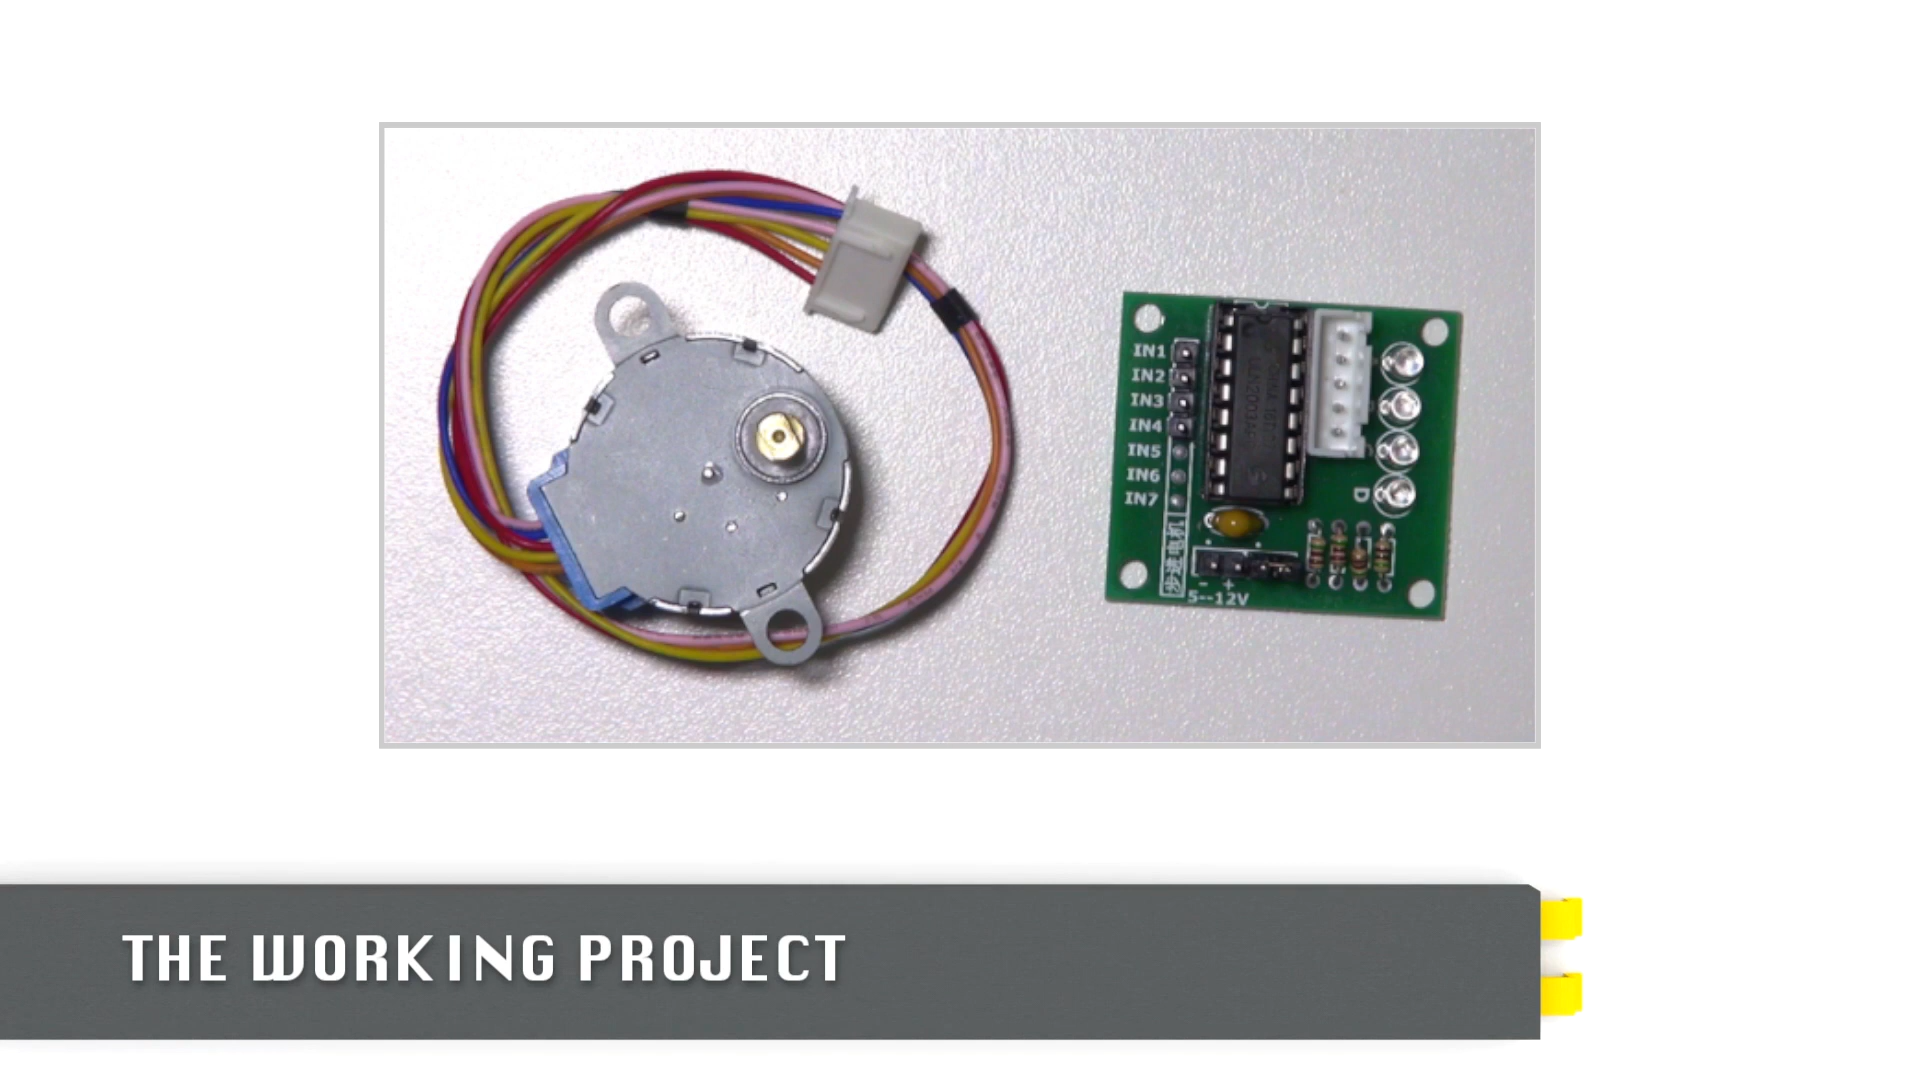 IN1
IN2
IN3
IN4
IN5
IN6
IN7
D
步进电机
- +
5--12V
THE WORKING PROJECT